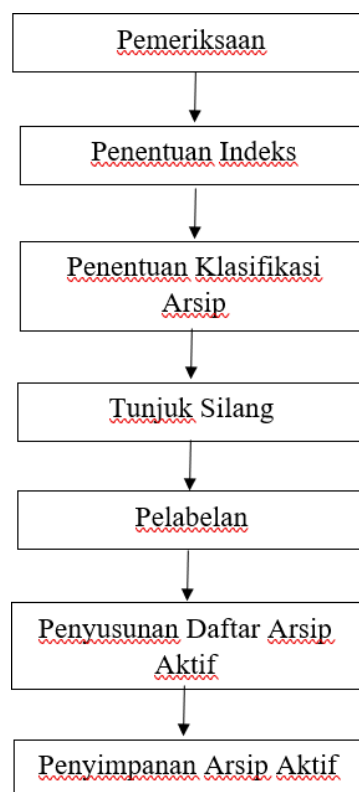 Pemeriksaan
Penentuan Indeks
Penentuan Klasifikasi
Arsip
Tunjuk Silang
Pelabelan
Penyusunan Daftar Arsip
Aktif
Penyimpanan Arsip Aktif